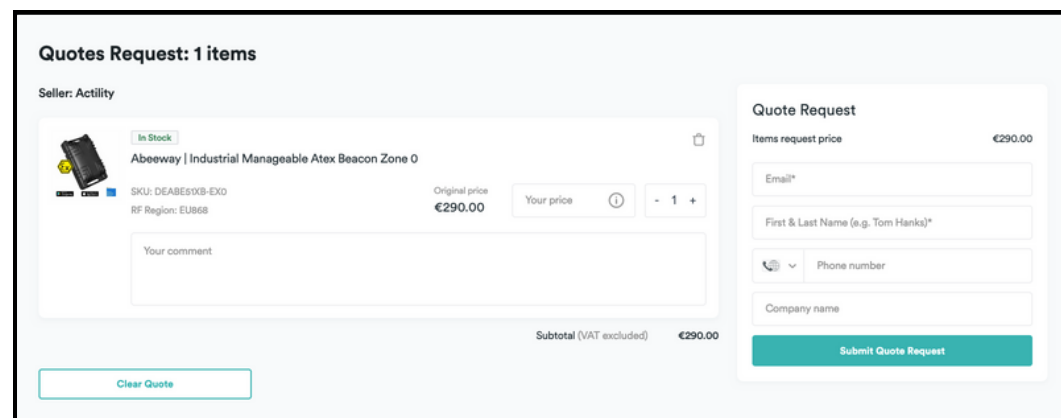 Quotes Request: 1 items
Seller: Actility
In Stock
Abeeway | Industrial Manageable Atex Beacon Zone 0
SKU: DEABE51XB-EX0
RF Region: EU868
Original price
€290.00
Your price
- 1 +
Your comment
Subtotal (VAT excluded) €290.00
Clear Quote
Quote Request
Items request price €290.00
Email*
First & Last Name (e.g. Tom Hanks)*
Phone number
Company name
Submit Quote Request